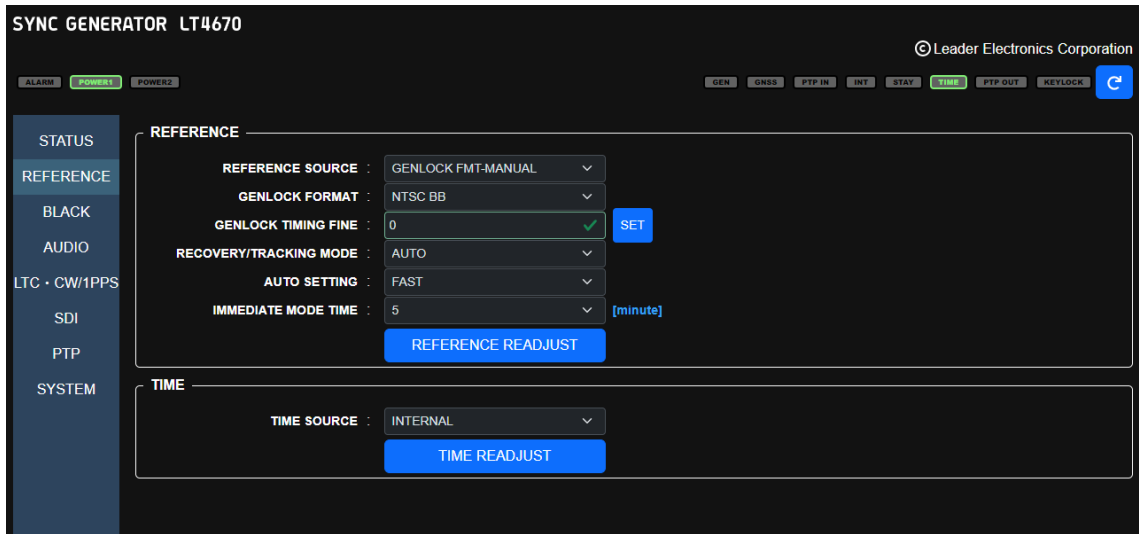 SYNC GENERATOR LT4670
©Leader Electronics Corporation
ALARM POWER1 POWER2 GEN GNSS PTP IN INT STAY TIME PTP OUT KEYLOCK
STATUS
REFERENCE
BLACK
AUDIO
LTC・CW/1PPS
SDI
PTP
SYSTEM
REFERENCE
REFERENCE SOURCE : GENLOCK FMT-MANUAL
GENLOCK FORMAT : NTSC BB
GENLOCK TIMING FINE : 0 SET
RECOVERY/TRACKING MODE : AUTO
AUTO SETTING : FAST
IMMEDIATE MODE TIME : 5 [minute]
REFERENCE READJUST
TIME
TIME SOURCE : INTERNAL
TIME READJUST